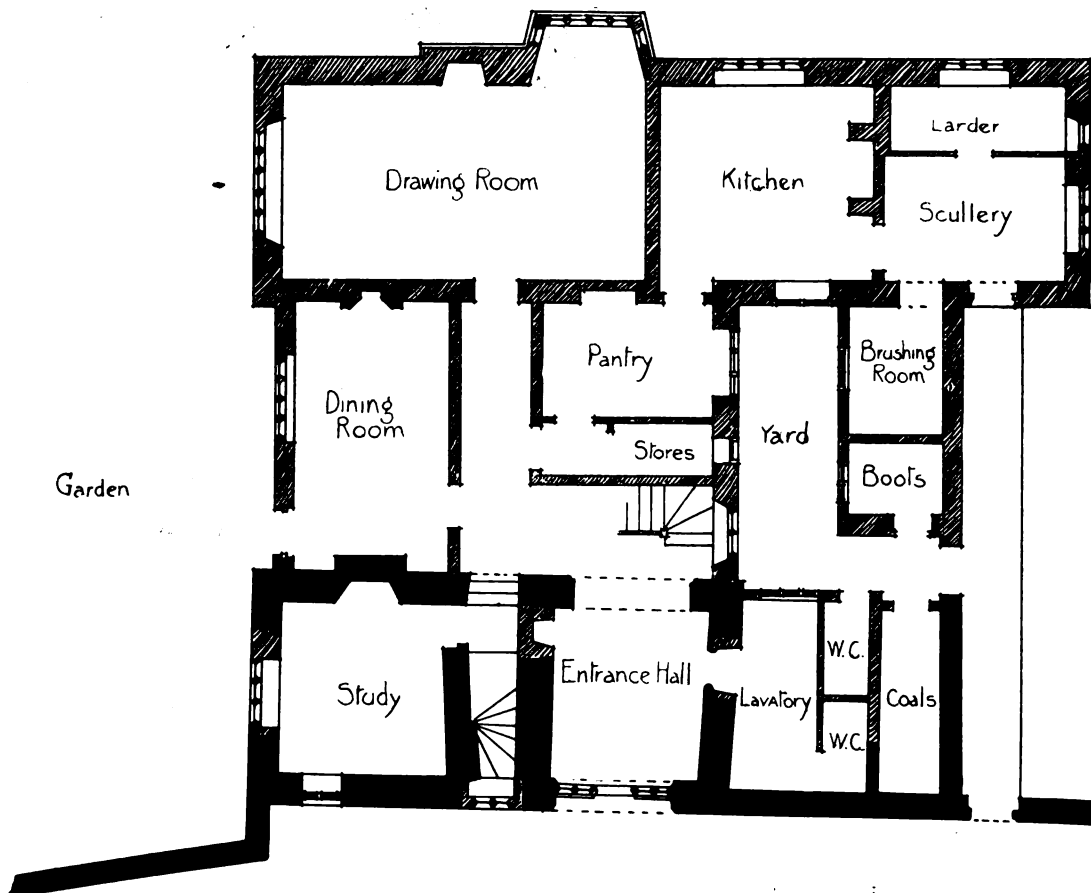 Larder
Drawing Room
Kitchen
Scullery
Pantry
Brushing
Room
Dining
Room
Stores
Yard
Boots
Garden
Entrance Hall
W.C.
Study
Lavatory
Coals
W.C.